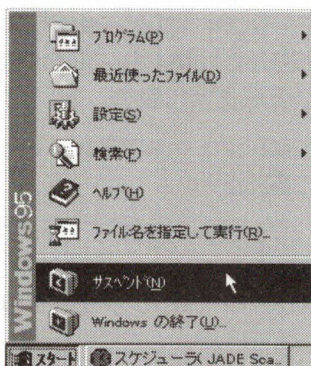 プログラム(P)
最近使ったファイル(D)
設定(S)
検索(F)
ヘルプ(H)
ファイル名を指定して実行(R)...
サスペンド(N)
Windows の終了(U)...
Windows95
スタート
スケジューラ( JADE Sca..